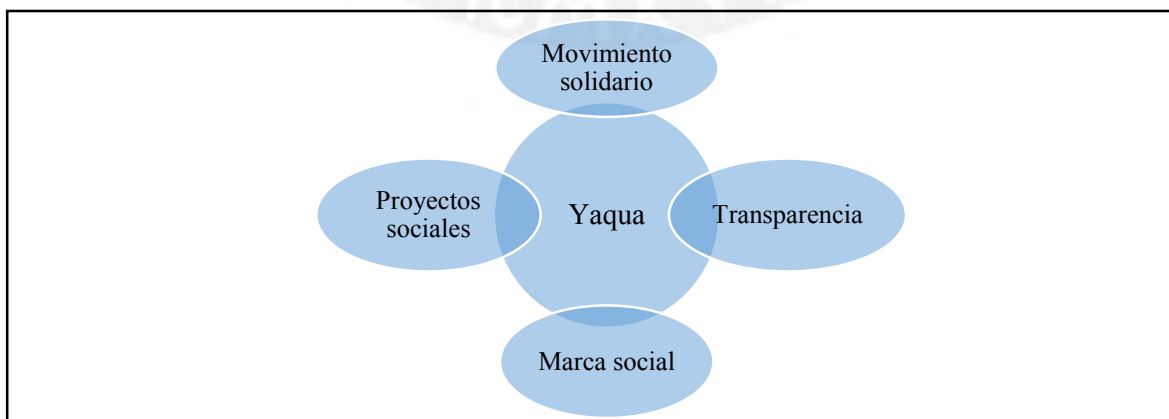 Movimiento
solidario
Proyectos
sociales
Yaqua
Transparencia
Marca social